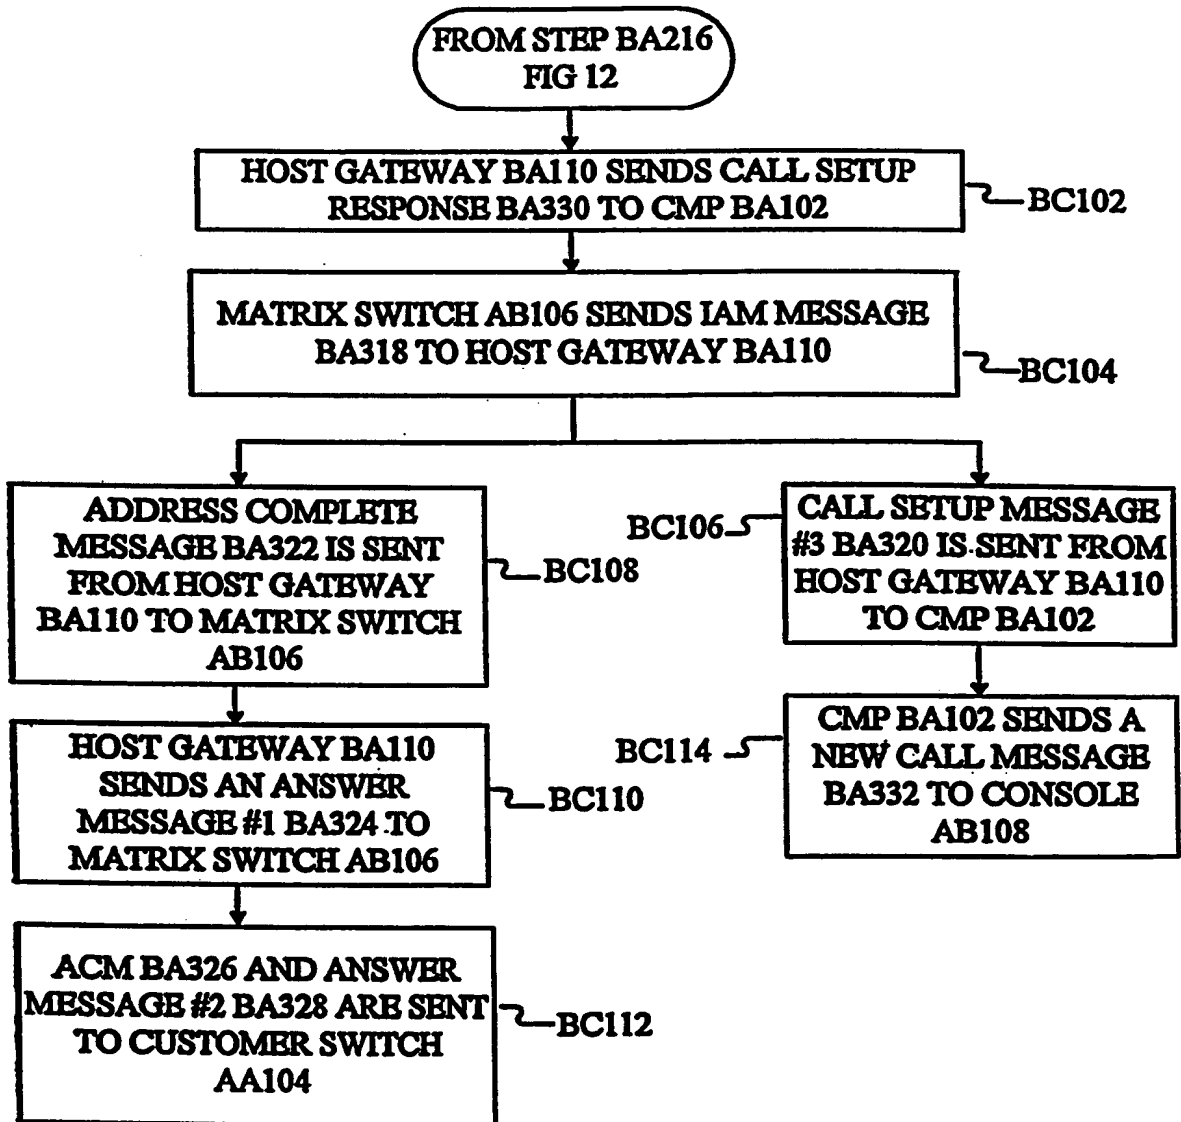 FROM STEP BA216
FIG 12
HOST GATEWAY BA110 SENDS CALL SETUP
RESPONSE BA330 TO CMP BA102
BC102
MATRIX SWITCH AB106 SENDS IAM MESSAGE
BA318 TO HOST GATEWAY BA110
BC104
ADDRESS COMPLETE
MESSAGE BA322 IS SENT
FROM HOST GATEWAY
BA110 TO MATRIX SWITCH
AB106
BC108
BC106
CALL SETUP MESSAGE
#3 BA320 IS SENT FROM
HOST GATEWAY BA110
TO CMP BA102
HOST GATEWAY BA110
SENDS AN ANSWER
MESSAGE #1 BA324 TO
MATRIX SWITCH AB106
BC110
BC114
CMP BA102 SENDS A
NEW CALL MESSAGE
BA332 TO CONSOLE
AB108
ACM BA326 AND ANSWER
MESSAGE #2 BA328 ARE SENT
TO CUSTOMER SWITCH
AA104
BC112